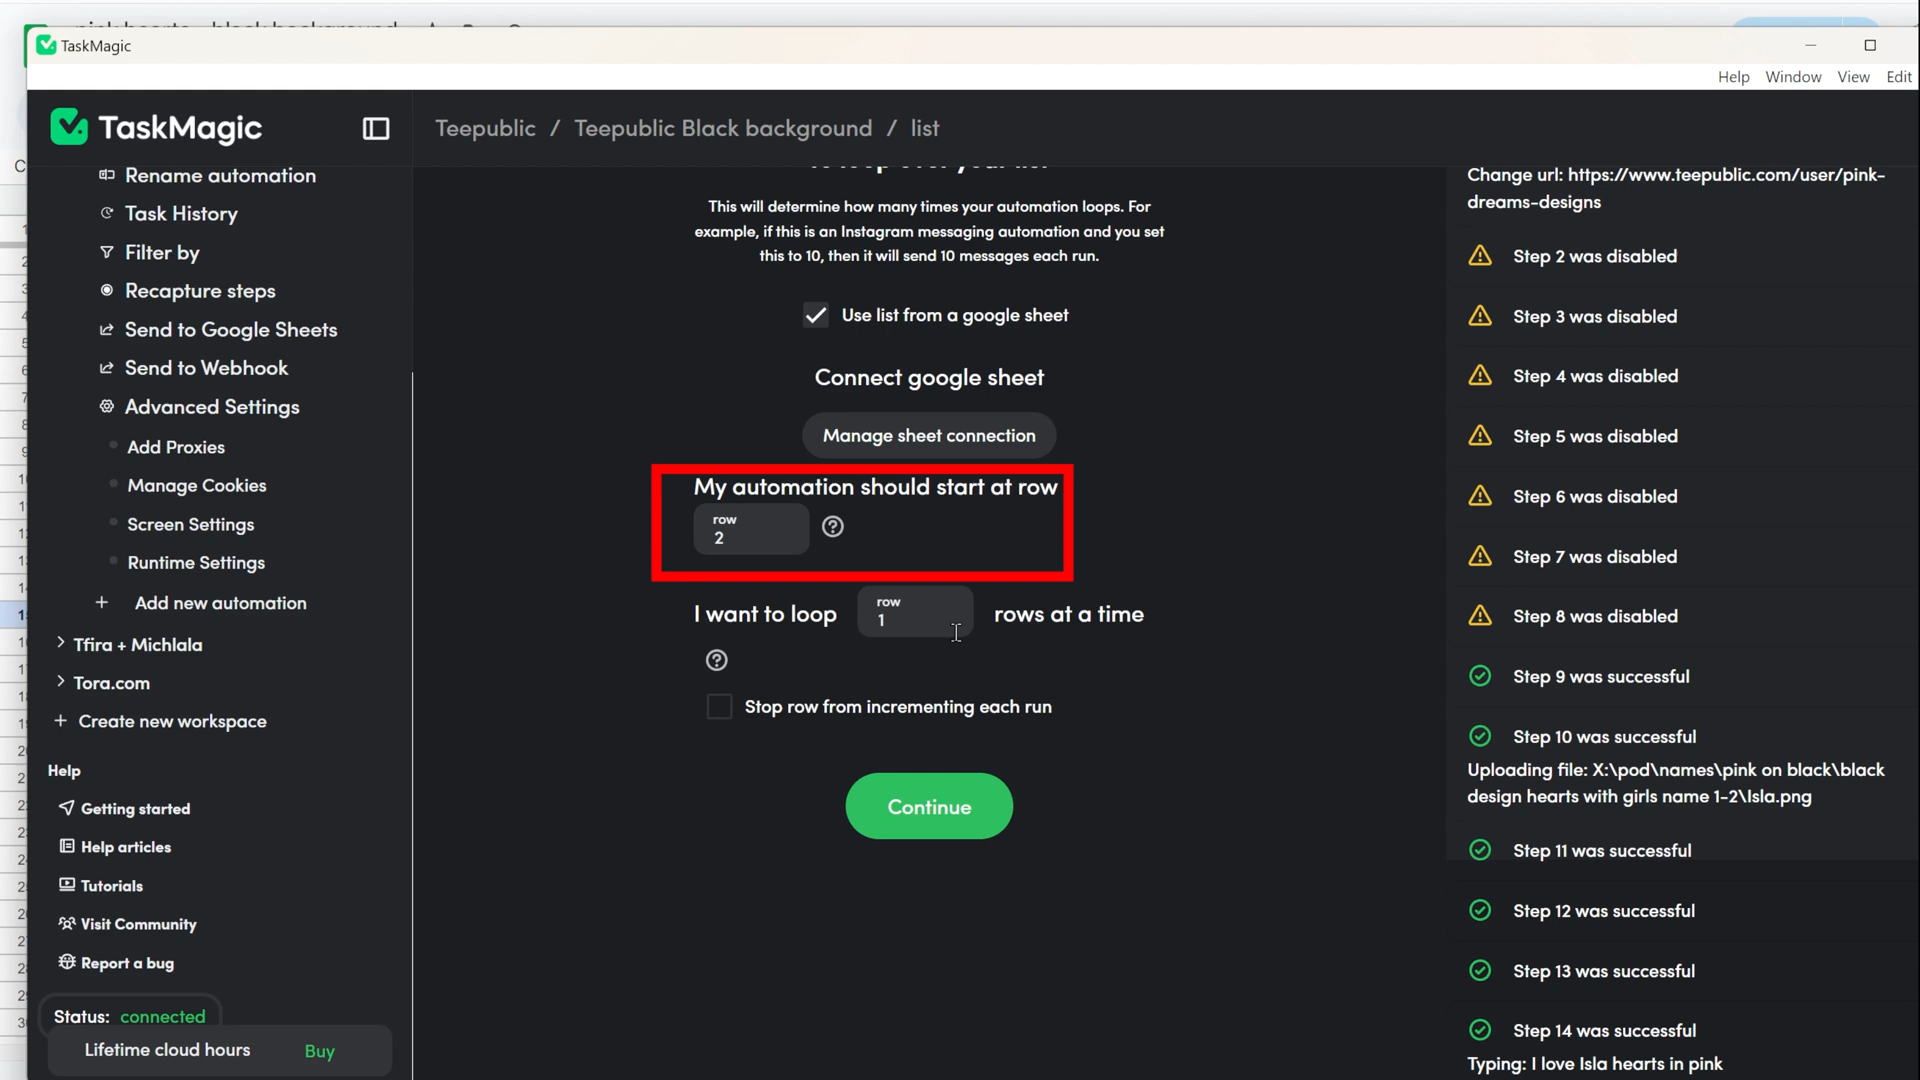 TaskMagic
Help Window View Edit
TaskMagic
Teepublic / Teepublic Black background / list
Rename automation
Task History
Filter by
Recapture steps
Send to Google Sheets
Send to Webhook
Advanced Settings
Add Proxies
Manage Cookies
Screen Settings
Runtime Settings
+ Add new automation
> Tfira + Michlala
> Tora.com
+ Create new workspace
Help
Getting started
Help articles
Tutorials
Visit Community
Report a bug
Status: connected
Lifetime cloud hours Buy
This will determine how many times your automation loops. For
example, if this is an Instagram messaging automation and you set
this to 10, then it will send 10 messages each run.
Use list from a google sheet
Connect google sheet
Manage sheet connection
My automation should start at row
row
2
I want to loop
row
1
rows at a time
Stop row from incrementing each run
Continue
Change url: https://www.teepublic.com/user/pink-
dreams-designs
Step 2 was disabled
Step 3 was disabled
Step 4 was disabled
Step 5 was disabled
Step 6 was disabled
Step 7 was disabled
Step 8 was disabled
Step 9 was successful
Step 10 was successful
Uploading file: X:\pod\names\pink on black\black
design hearts with girls name 1-2\Isla.png
Step 11 was successful
Step 12 was successful
Step 13 was successful
Step 14 was successful
Typing: I love Isla hearts in pink